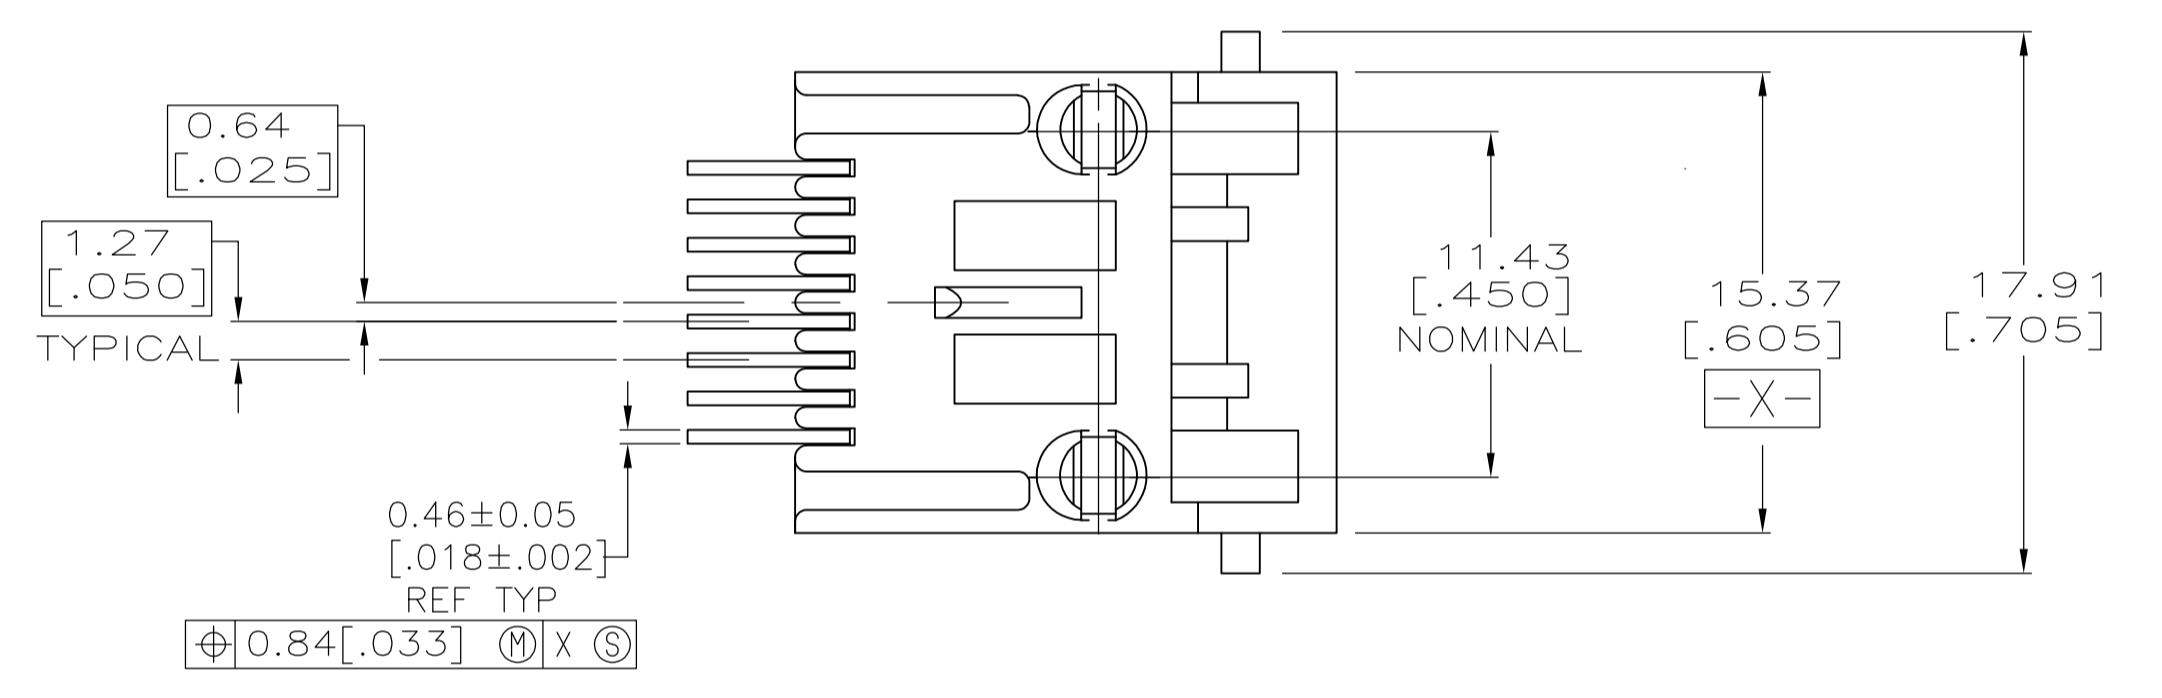 0.64
[.025]
1.27
[.050]
TYPICAL
0.46±0.05
[.018±.002]
REF TYP
⌖ 0.84[.033] Ⓜ X Ⓢ
11.43
[.450]
NOMINAL
15.37
[.605]
-X-
17.91
[.705]